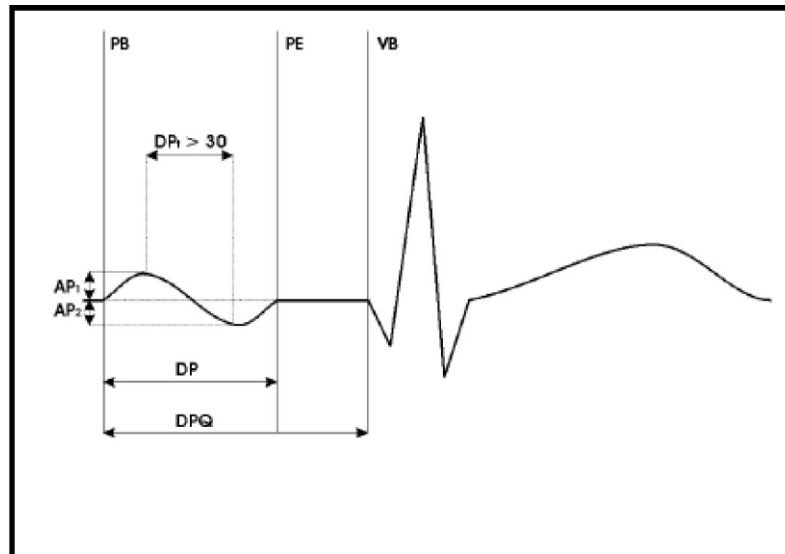 PB PE VB
DP₁ > 30
AP₁
AP₂
DP
DPQ